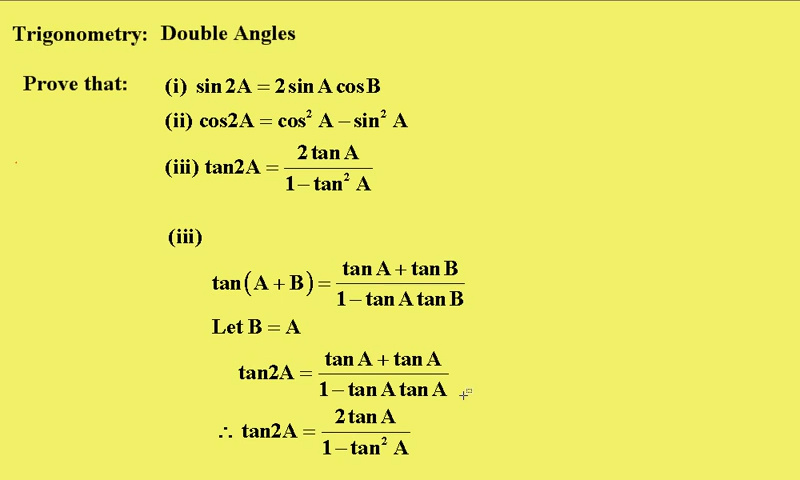 Trigonometry: Double Angles
Prove that: (i) sin 2A = 2 sin A cos B
(ii) cos2A = cos² A − sin² A
(iii) tan2A = 2 tan A / 1 − tan² A
(iii)
tan(A + B) = tan A + tan B / 1 − tan A tan B
Let B = A
tan2A = tan A + tan A / 1 − tan A tan A
∴ tan2A = 2 tan A / 1 − tan² A